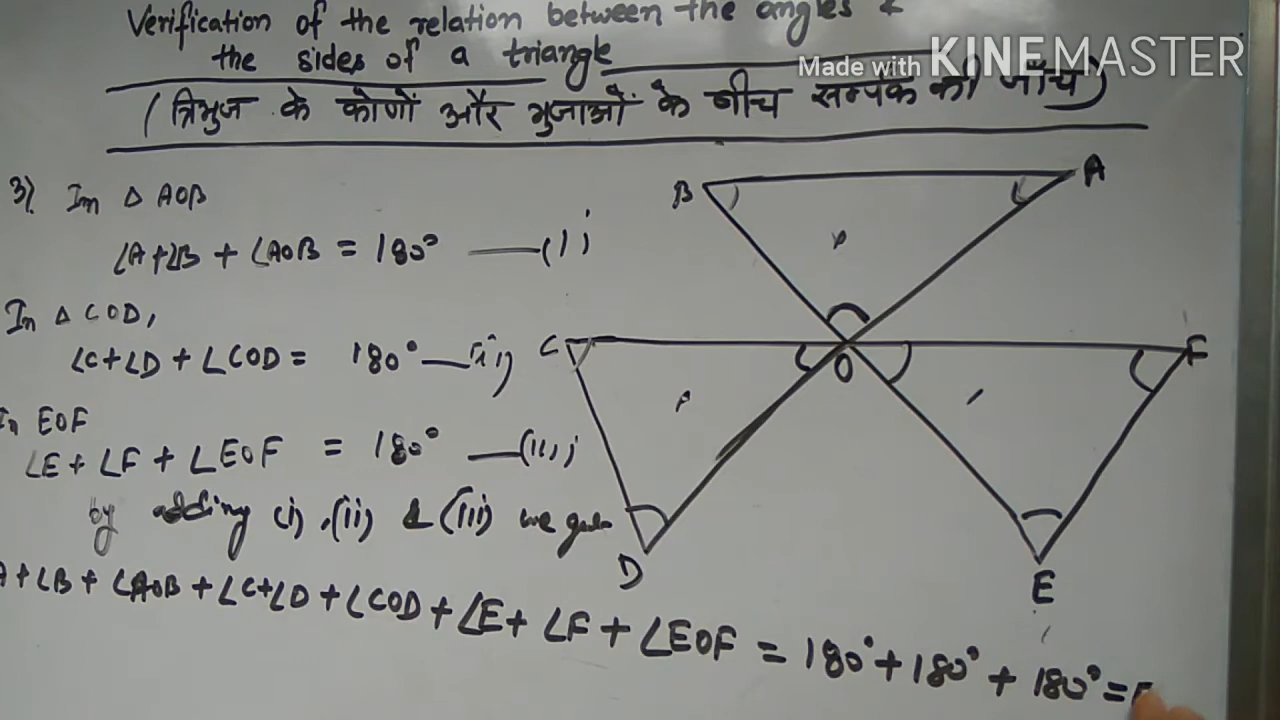 Verification of the relation between the angles &
the sides of a triangle
Made with KINEMASTER
(त्रिभुज के कोणों और भुजाओं के बीच सम्पर्क की जाँच)
3) In △ AOB
∠A+∠B + ∠AOB = 180° —(i)
In △ COD,
∠C+∠D + ∠COD = 180° —(ii)
In EOF
∠E + ∠F + ∠EOF = 180° —(iii)
by adding (i), (ii) & (iii) we
A + ∠B + ∠AOB + ∠C+∠D + ∠COD + ∠E + ∠F + ∠EOF = 180° + 180° + 180° =
B
A
C
O
F
D
E